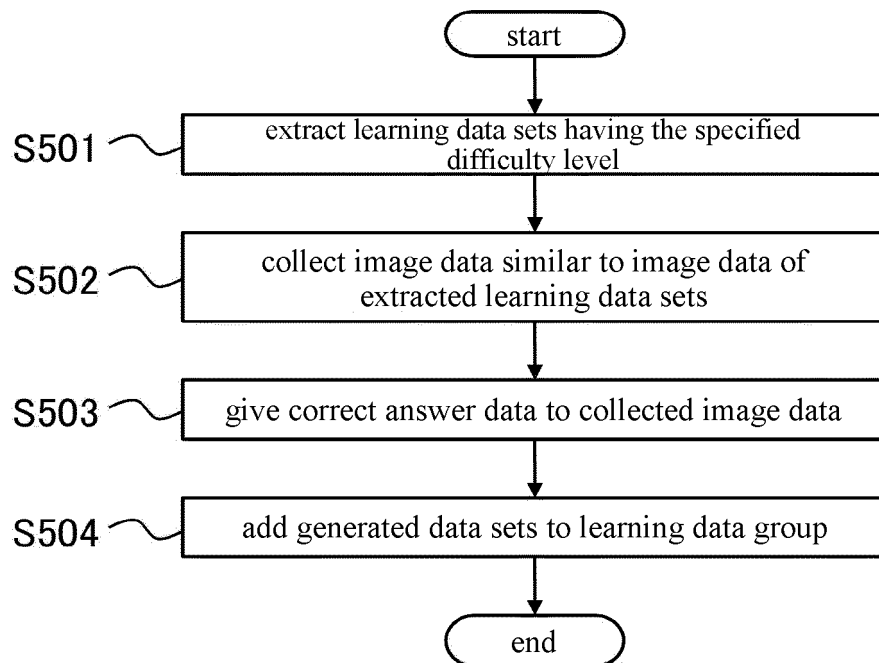 start
S501
extract learning data sets having the specified
difficulty level
S502
collect image data similar to image data of
extracted learning data sets
S503
give correct answer data to collected image data
S504
add generated data sets to learning data group
end